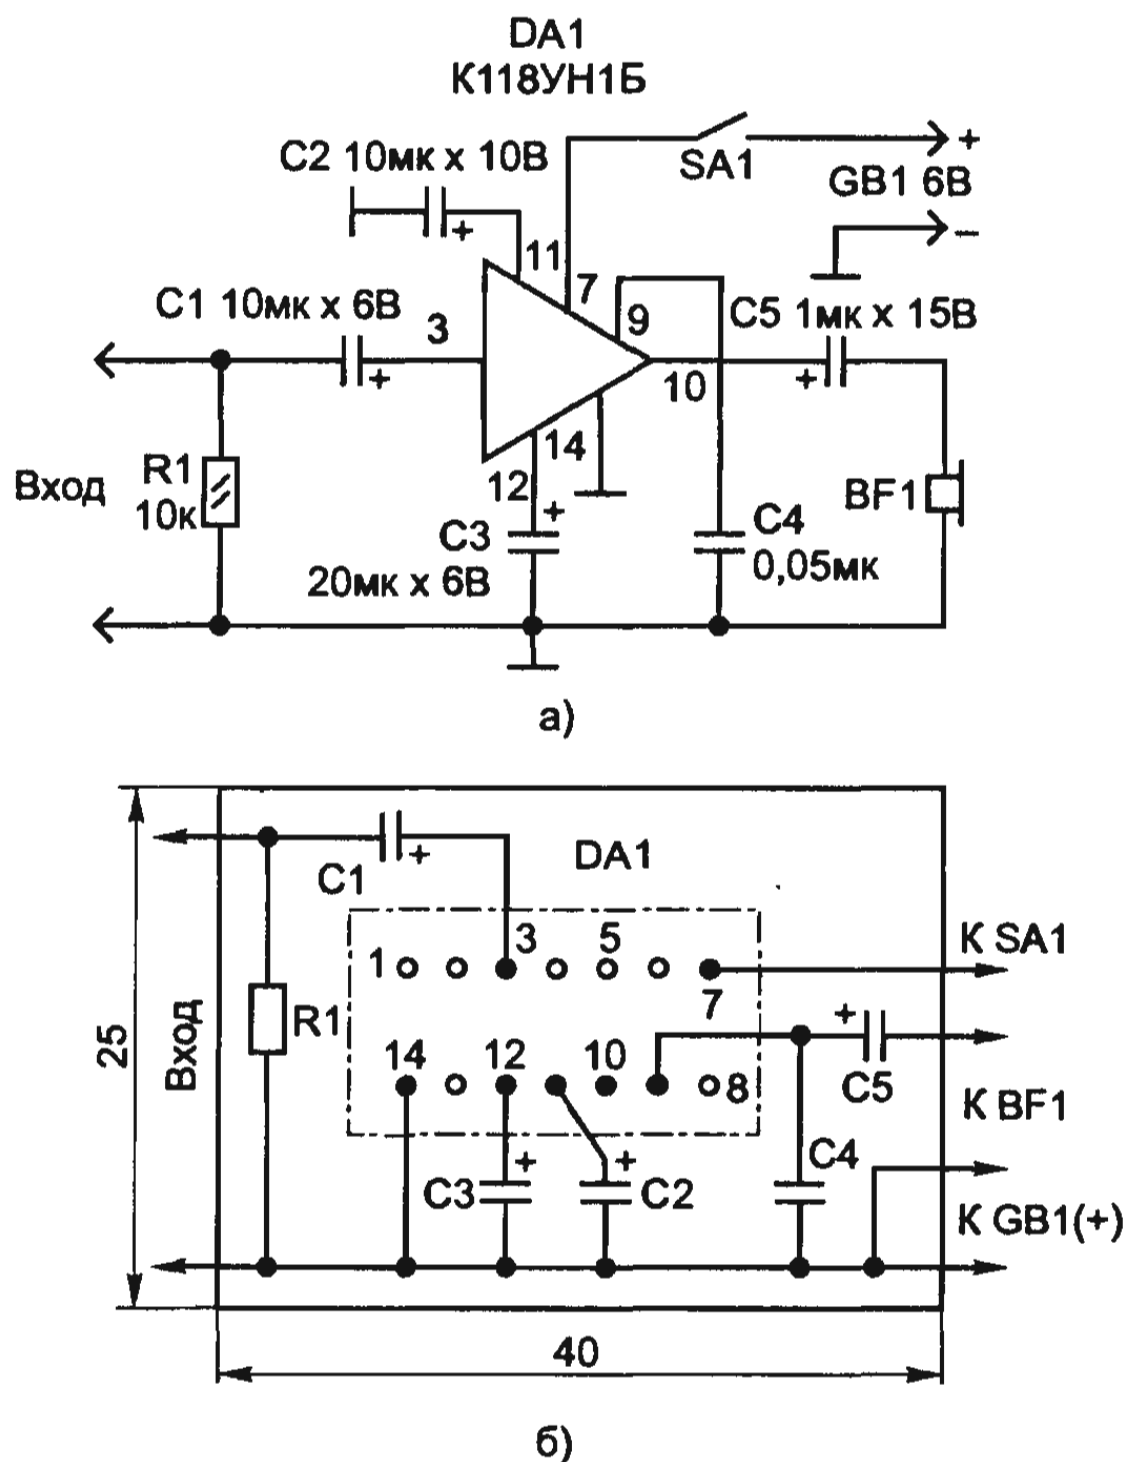 DA1
К118УН1Б
C2 10мк x 10В
SA1
+
GB1 6В
–
+
11
7
9
C1 10мк x 6В
3
C5 1мк x 15В
+
+
10
14
12
Вход
R1
10к
+
C3
20мк x 6В
C4
0,05мк
BF1
а)
C1
+
DA1
3
5
1
7
К SA1
25
Вход
R1
14
12
10
8
+
C5
К BF1
+
+
C3
C2
C4
К GB1(+)
40
б)